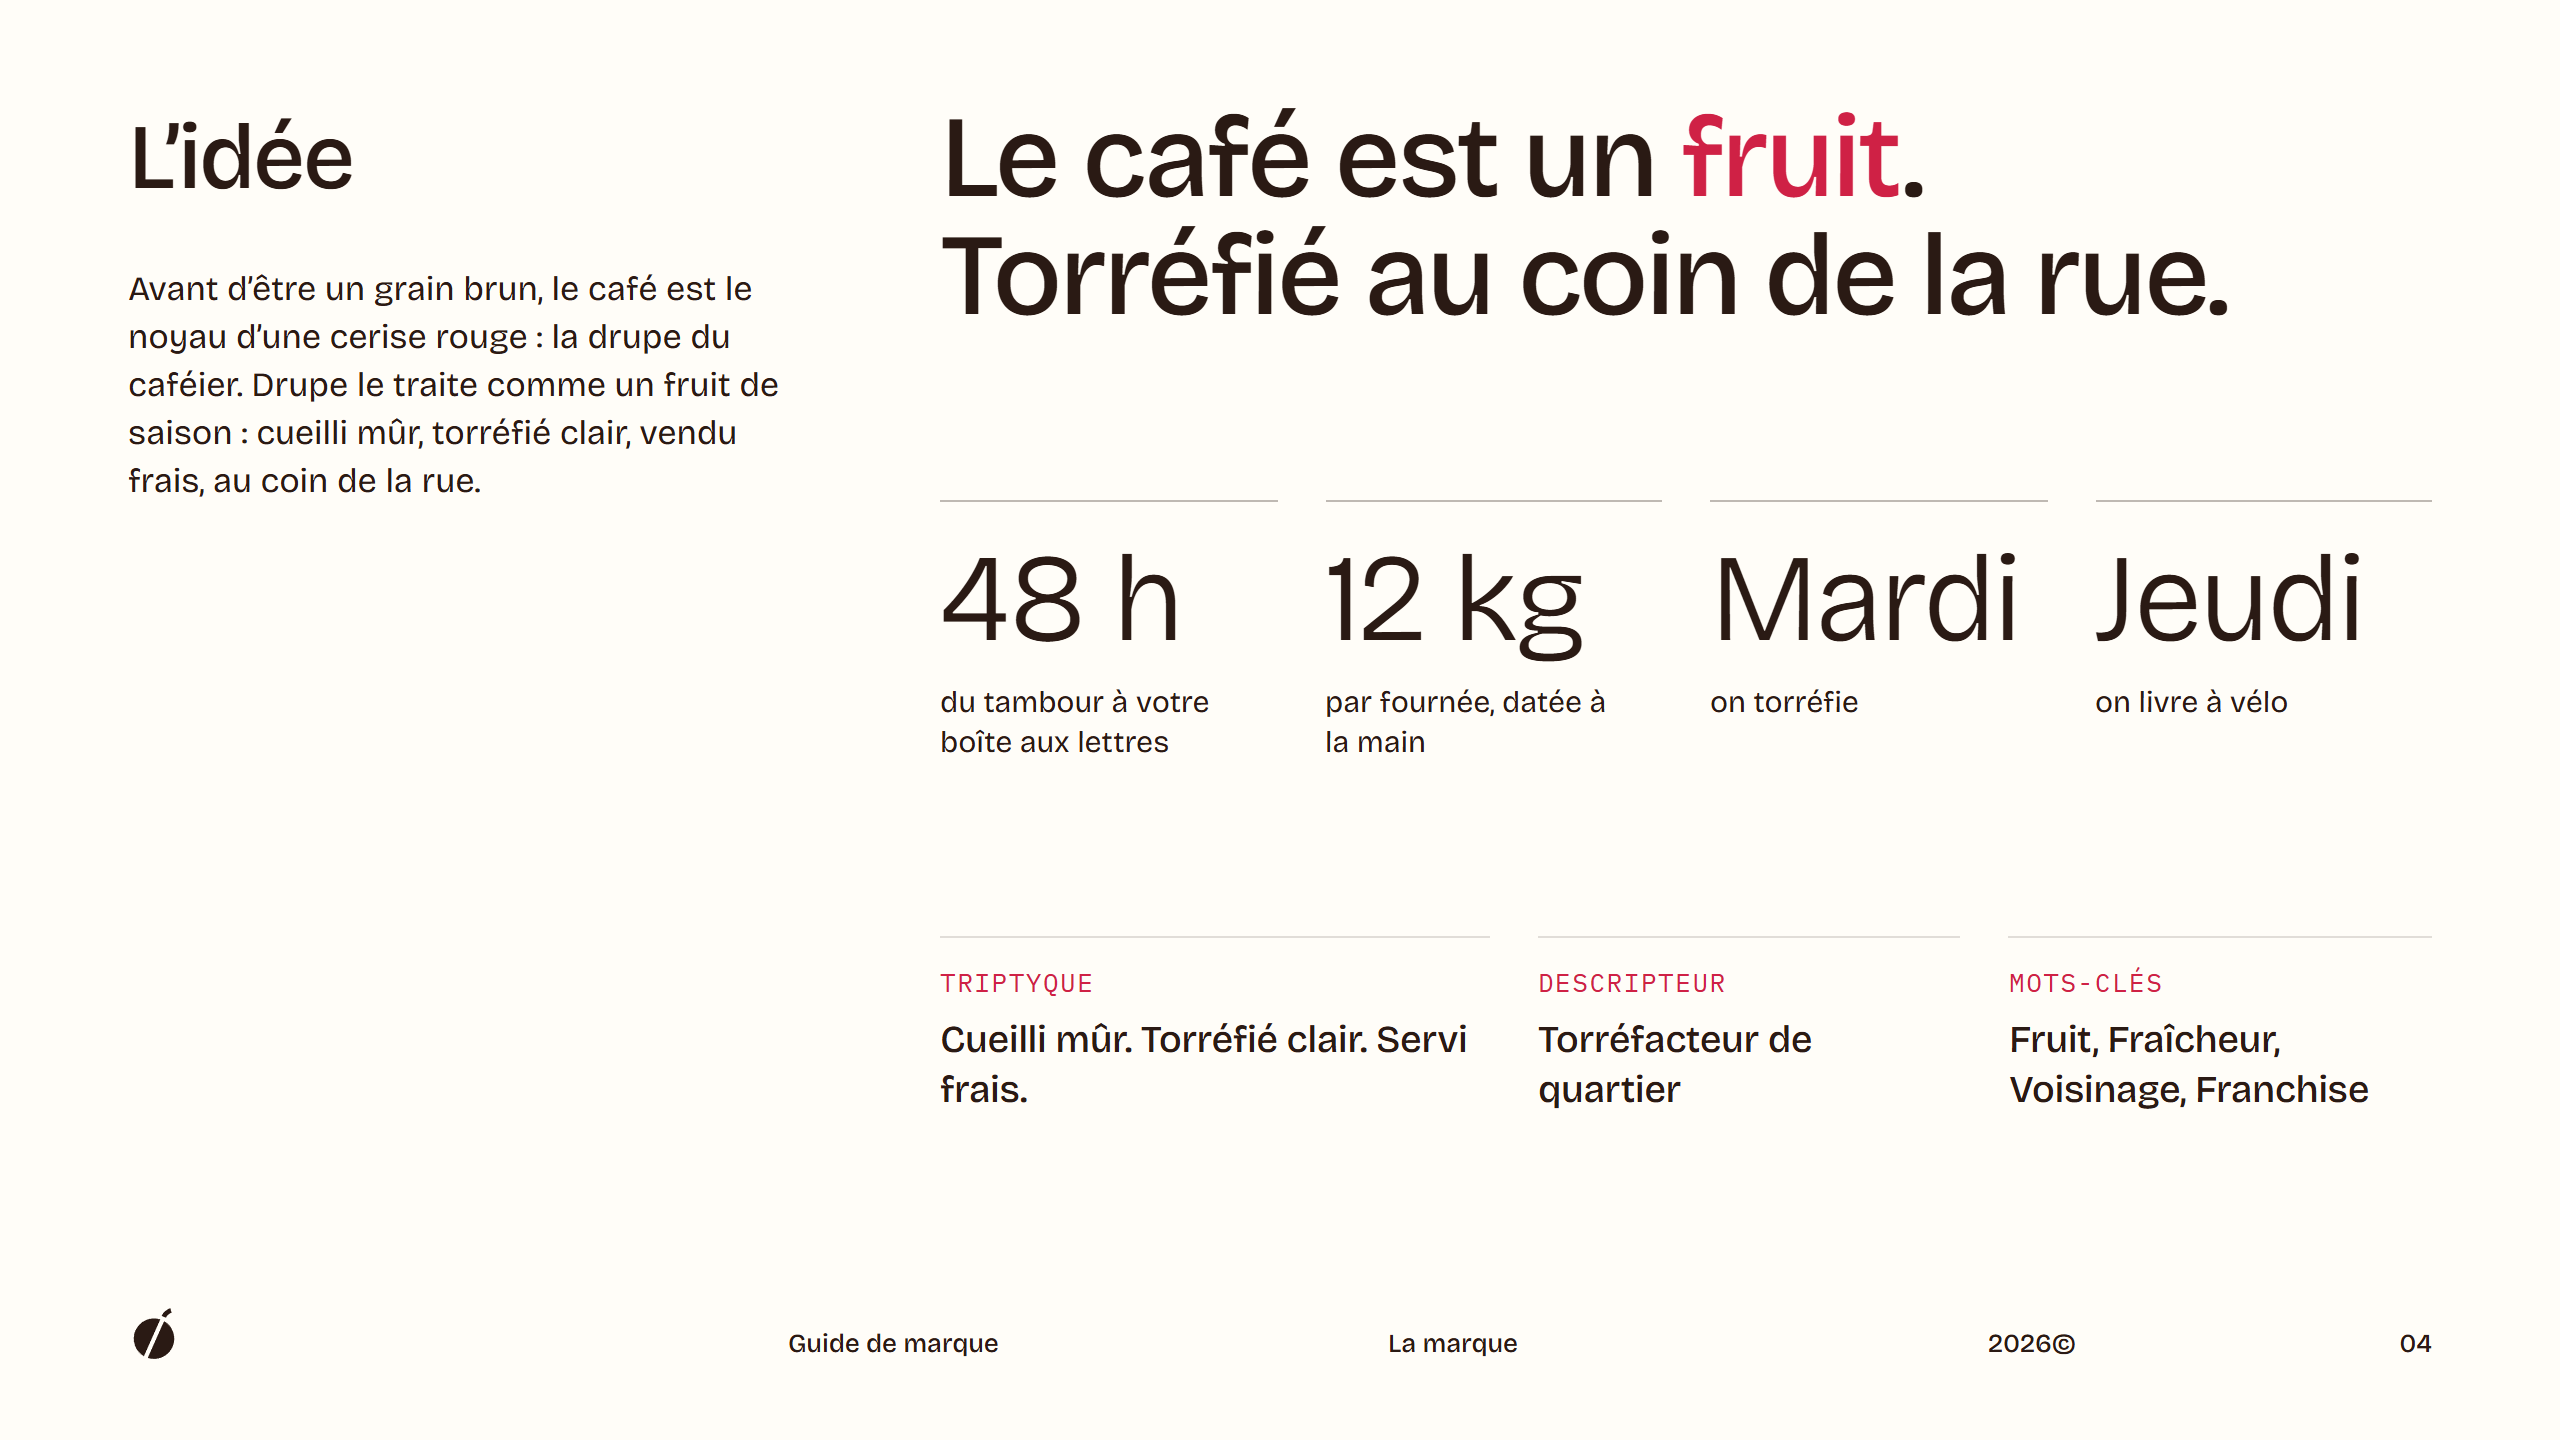 L’idée
Avant d’être un grain brun, le café est le
noyau d’une cerise rouge : la drupe du
caféier. Drupe le traite comme un fruit de
saison : cueilli mûr, torréfié clair, vendu
frais, au coin de la rue.
Le café est un fruit.
Torréfié au coin de la rue.
48 h
du tambour à votre
boîte aux lettres
12 kg
par fournée, datée à
la main
Mardi
on torréfie
Jeudi
on livre à vélo
TRIPTYQUE
Cueilli mûr. Torréfié clair. Servi
frais.
DESCRIPTEUR
Torréfacteur de
quartier
MOTS-CLÉS
Fruit, Fraîcheur,
Voisinage, Franchise
Guide de marque
La marque
2026©
04